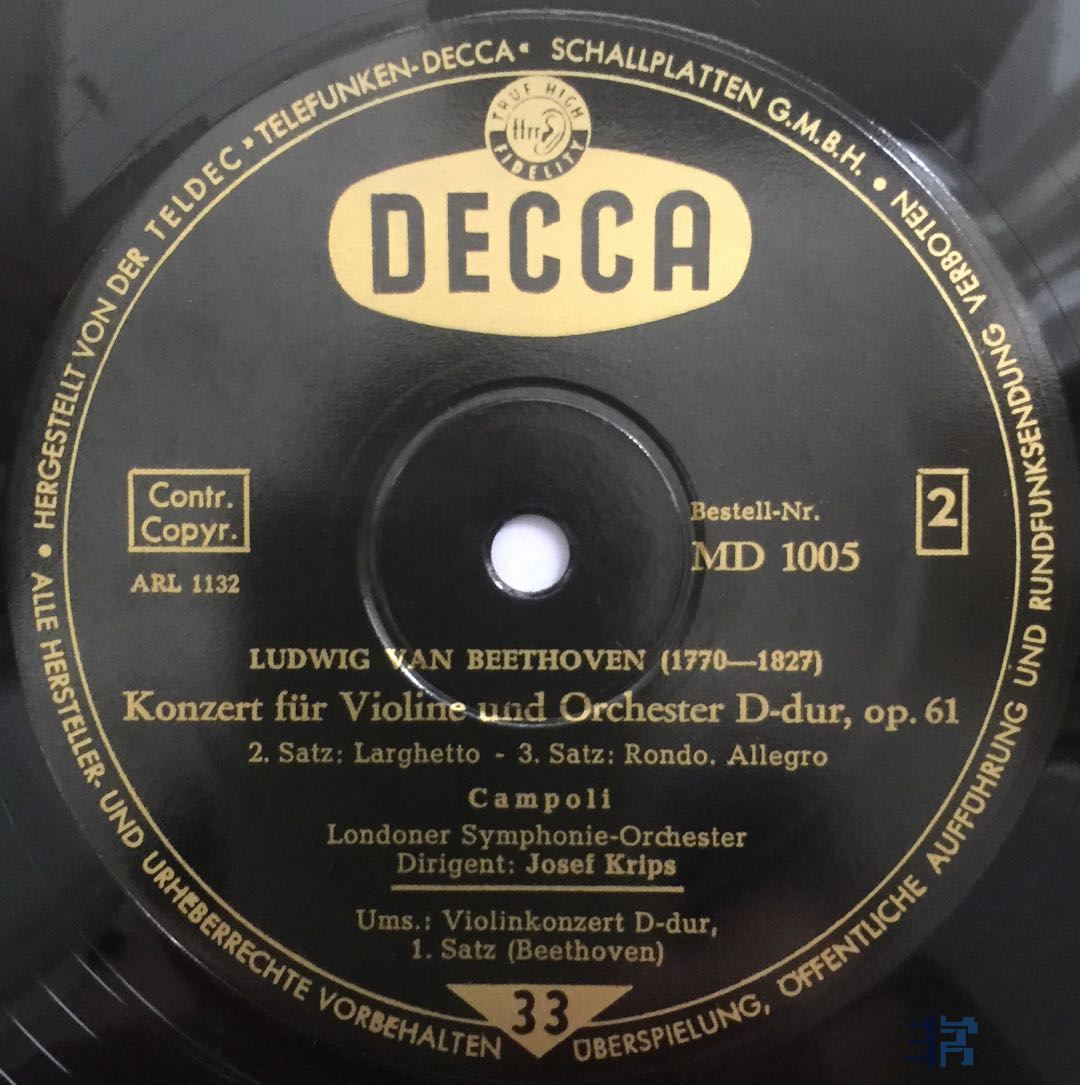 HERGESTELLT VON DER TELDEC »TELEFUNKEN-DECCA« SCHALLPLATTEN G.M.B.H. •
ALLE HERSTELLER- UND URHEBERRECHTE VORBEHALTEN
ÜBERSPIELUNG, ÖFFENTLICHE AUFFÜHRUNG UND RUNDFUNKSENDUNG VERBOTEN •
TRUE HIGH
ffrr
FIDELITY
DECCA
Contr.
Copyr.
ARL 1132
Bestell-Nr.
MD 1005
2
LUDWIG VAN BEETHOVEN (1770—1827)
Konzert für Violine und Orchester D-dur, op. 61
2. Satz: Larghetto - 3. Satz: Rondo. Allegro
Campoli
Londoner Symphonie-Orchester
Dirigent: Josef Krips
Ums.: Violinkonzert D-dur,
1. Satz (Beethoven)
33